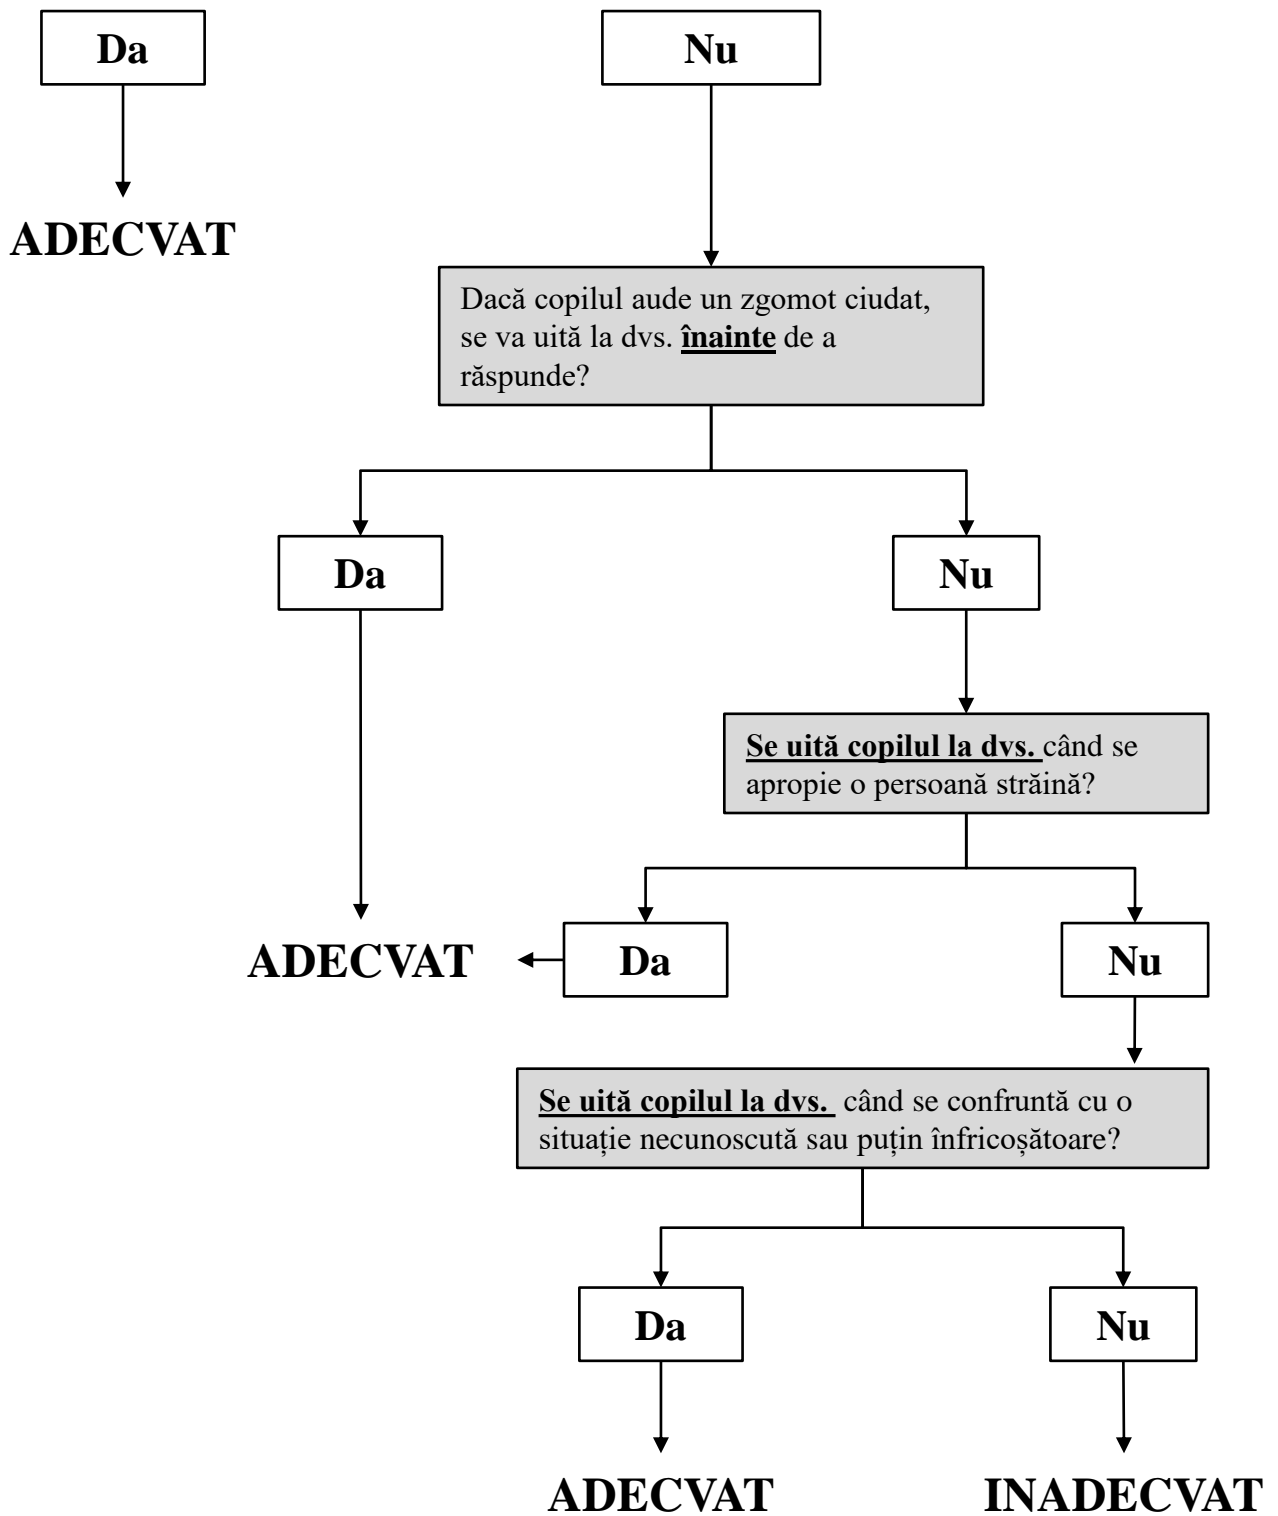 Da
Nu
ADECVAT
Dacă copilul aude un zgomot ciudat,
se va uită la dvs. înainte de a
răspunde?
Da
Nu
Se uită copilul la dvs. când se
apropie o persoană străină?
ADECVAT
Da
Nu
Se uită copilul la dvs. când se confruntă cu o
situație necunoscută sau puțin înfricoșătoare?
Da
Nu
ADECVAT
INADECVAT